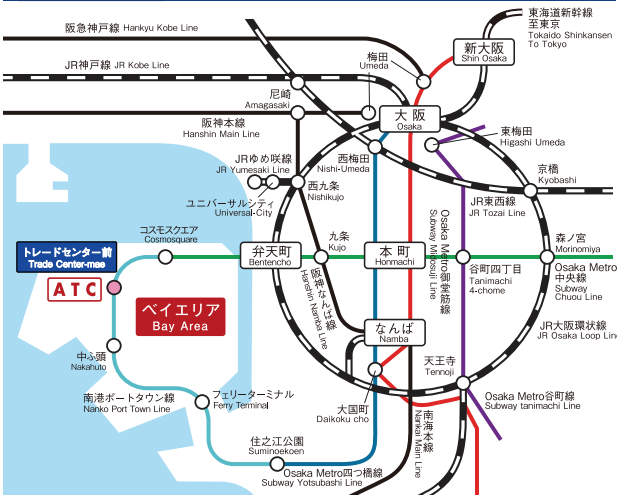 阪急神戸線 Hankyu Kobe Line
東海道新幹線
至東京
Tokaido Shinkansen
To Tokyo
梅田
Umeda
新大阪
Shin Osaka
JR神戸線 JR Kobe Line
尼崎
Amagasaki
大阪
Osaka
阪神本線
Hanshin Main Line
東梅田
Higashi Umeda
西梅田
Nishi-Umeda
京橋
Kyobashi
JRゆめ咲線
JR Yumesaki Line
西九条
Nishikujo
ユニバーサルシティ
Universal-City
JR東西線
JR Tozai Line
コスモスクエア
Cosmosquare
トレードセンター前
Trade Center-mae
ATC
弁天町
Bentencho
九条
Kujo
本町
Honmachi
Osaka Metro御堂筋線
Subway Midosuji Line
谷町四丁目
Tanimachi
4-chome
森ノ宮
Morinomiya
Osaka Metro
中央線
Subway
Chuou Line
ベイエリア
Bay Area
阪神なんば線
Hanshin Namba Line
なんば
Namba
JR大阪環状線
JR Osaka Loop Line
中ふ頭
Nakahuto
天王寺
Tennoji
南港ポートタウン線
Nanko Port Town Line
フェリーターミナル
Ferry Terminal
大国町
Daikoku cho
南海本線
Nankai Main Line
Osaka Metro谷町線
Subway tanimachi Line
住之江公園
Suminoekoen
Osaka Metro四つ橋線
Subway Yotsubashi Line